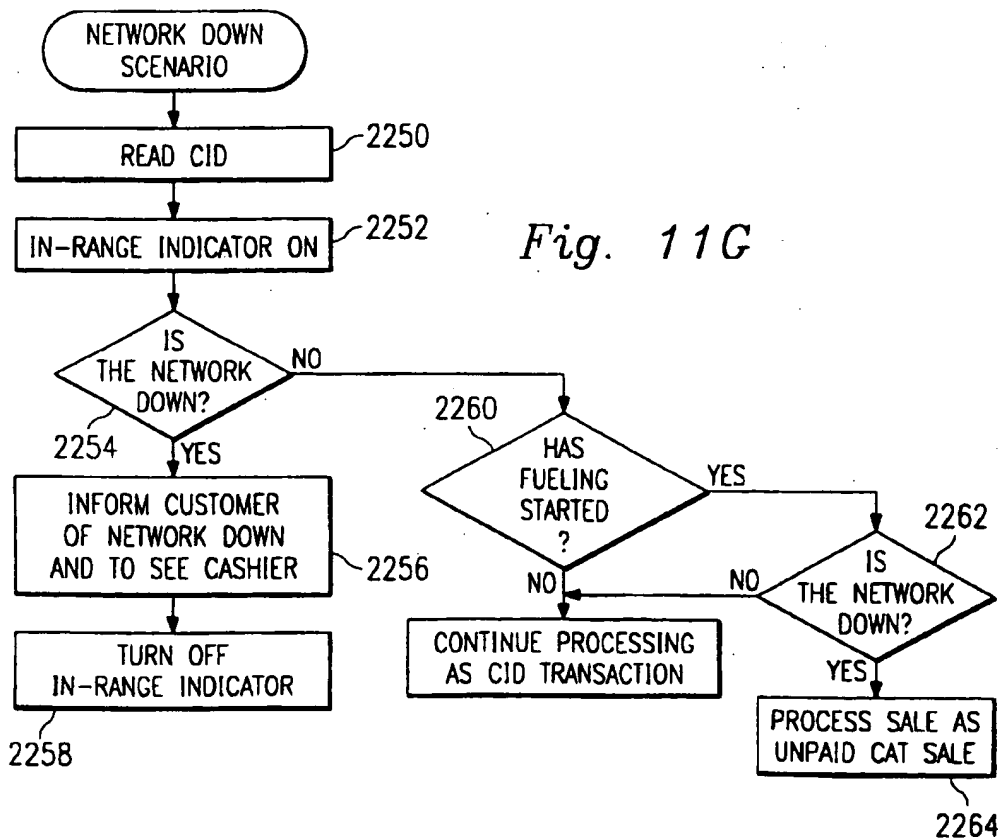 NETWORK DOWN
SCENARIO
READ CID
2250
IN-RANGE INDICATOR ON
2252
Fig. 11G
IS
THE NETWORK
DOWN?
NO
2254
YES
INFORM CUSTOMER
OF NETWORK DOWN
AND TO SEE CASHIER
2256
TURN OFF
IN-RANGE INDICATOR
2258
2260
HAS
FUELING
STARTED
?
YES
NO
CONTINUE PROCESSING
AS CID TRANSACTION
2262
IS
THE NETWORK
DOWN?
NO
YES
PROCESS SALE AS
UNPAID CAT SALE
2264